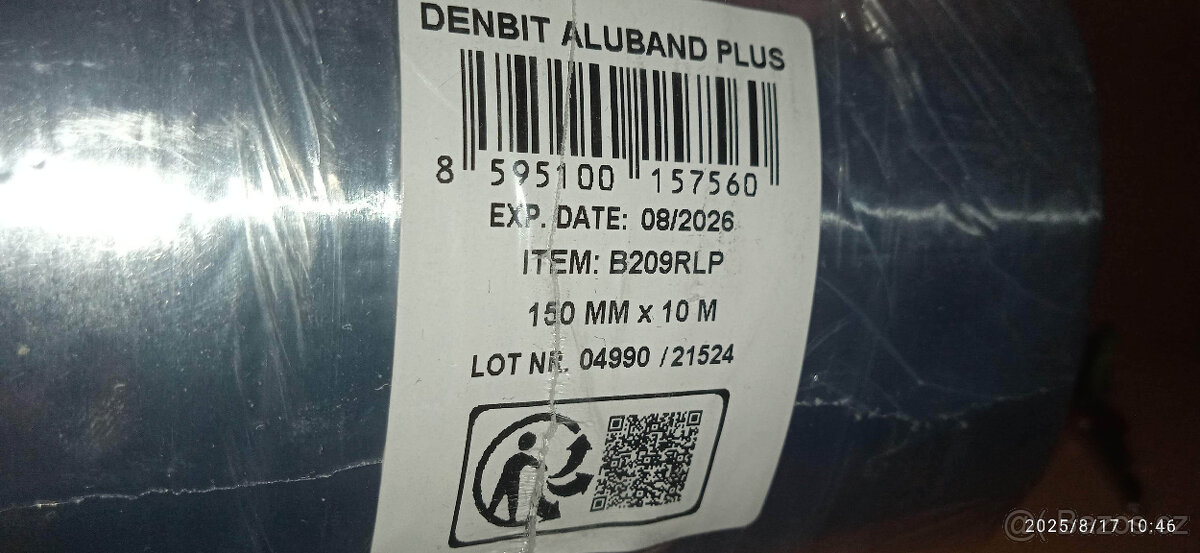 DENBIT ALUBAND PLUS
8 595100 157560
EXP. DATE: 08/2026
ITEM: B209RLP
150 MM x 10 M
LOT NR. 04990 /21524
2025/8/17 10:46